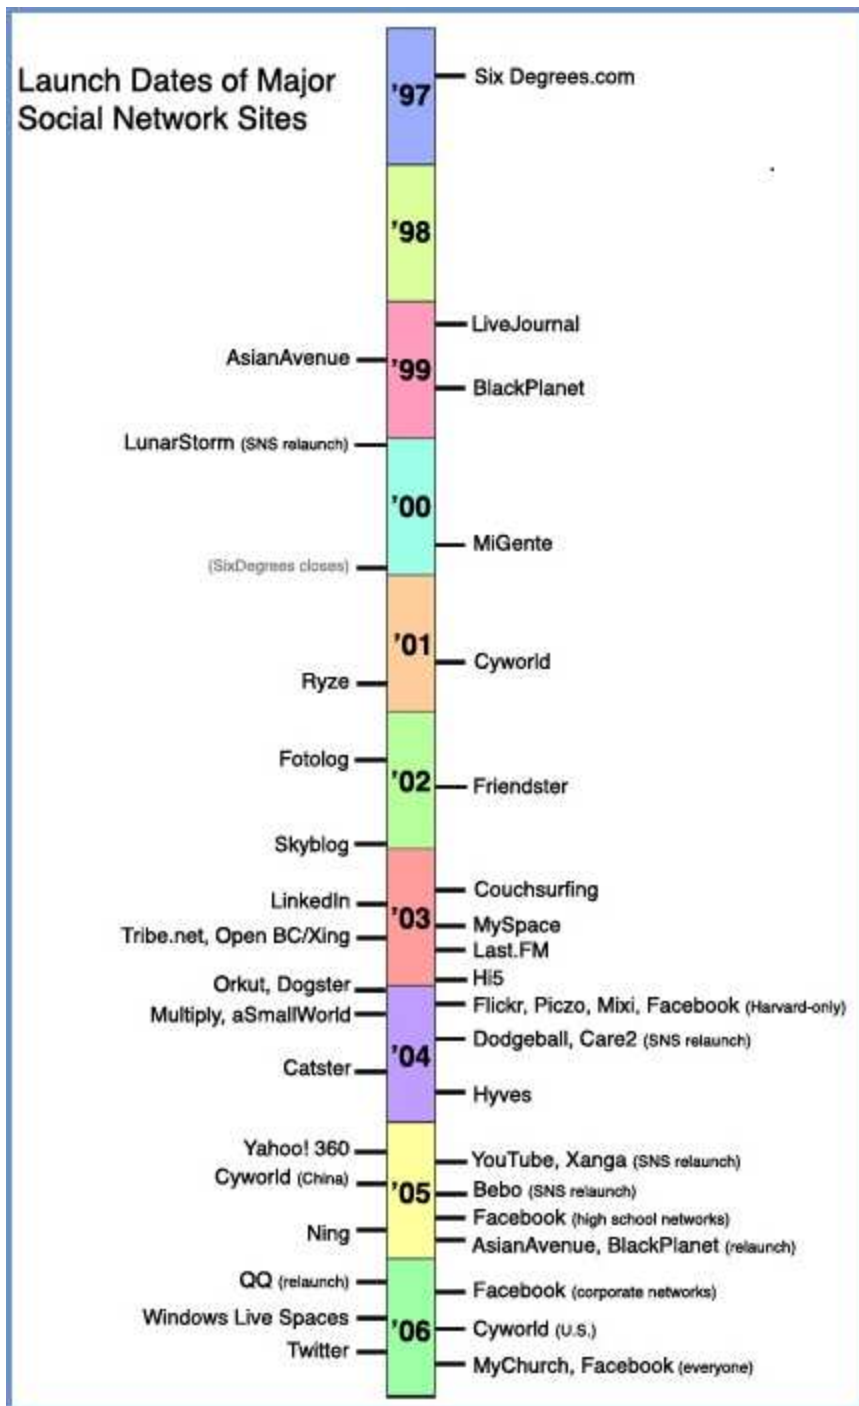 Launch Dates of Major
Social Network Sites
'97
Six Degrees.com
'98
LiveJournal
AsianAvenue
'99
BlackPlanet
LunarStorm (SNS relaunch)
'00
MiGente
(SixDegrees closes)
'01
Cyworld
Ryze
Fotolog
'02
Friendster
Skyblog
Couchsurfing
LinkedIn
'03
MySpace
Tribe.net, Open BC/Xing
Last.FM
Hi5
Orkut, Dogster
Flickr, Piczo, Mixi, Facebook (Harvard-only)
Multiply, aSmallWorld
Dodgeball, Care2 (SNS relaunch)
'04
Catster
Hyves
Yahoo! 360
YouTube, Xanga (SNS relaunch)
Cyworld (China)
'05
Bebo (SNS relaunch)
Facebook (high school networks)
Ning
AsianAvenue, BlackPlanet (relaunch)
QQ (relaunch)
Facebook (corporate networks)
Windows Live Spaces
'06
Cyworld (U.S.)
Twitter
MyChurch, Facebook (everyone)